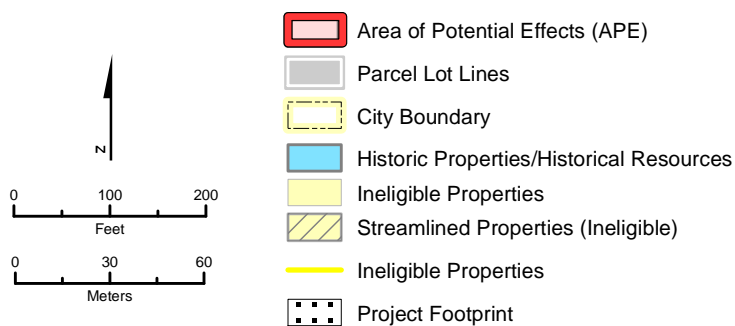 N
0 100 200
Feet
0 30 60
Meters
Area of Potential Effects (APE)
Parcel Lot Lines
City Boundary
Historic Properties/Historical Resources
Ineligible Properties
Streamlined Properties (Ineligible)
Ineligible Properties
Project Footprint